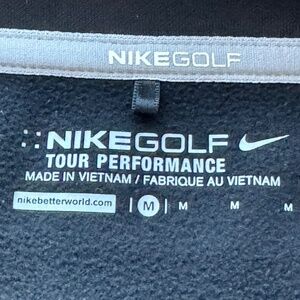 NIKEGOLF
::NIKEGOLF
TOUR PERFORMANCE
MADE IN VIETNAM / FABRIQUE AU VIETNAM
nikebetterworld.com | M | M M M